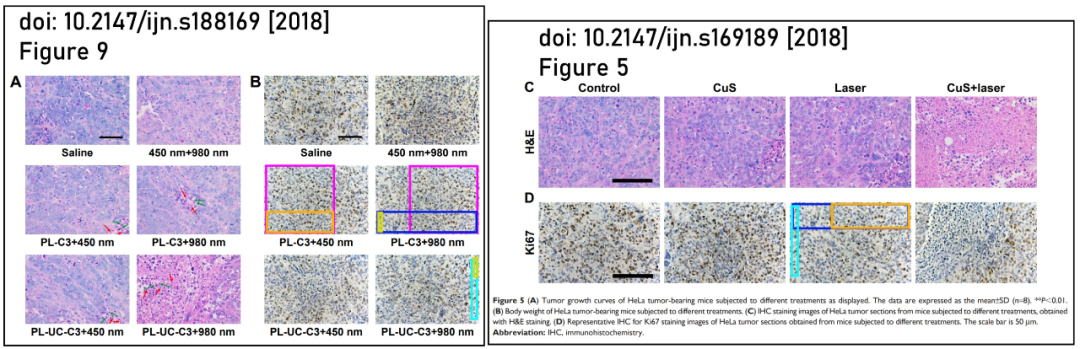 doi: 10.2147/ijn.s188169 [2018]
Figure 9
A
B
Saline
450 nm+980 nm
Saline
450 nm+980 nm
PL-C3+450 nm
PL-C3+980 nm
PL-C3+450 nm
PL-C3+980 nm
PL-UC-C3+450 nm
PL-UC-C3+980 nm
PL-UC-C3+450 nm
PL-UC-C3+980 nm
doi: 10.2147/ijn.s169189 [2018]
Figure 5
C
Control
CuS
Laser
CuS+laser
H&E
D
Ki67
Figure 5 (A) Tumor growth curves of HeLa tumor-bearing mice subjected to different treatments as displayed. The data are expressed as the mean±SD (n=8). **P<0.01.
(B) Body weight of HeLa tumor-bearing mice subjected to different treatments. (C) IHC staining images of HeLa tumor sections from mice subjected to different treatments, obtained
with H&E staining. (D) Representative IHC for Ki67 staining images of HeLa tumor sections obtained from mice subjected to different treatments. The scale bar is 50 µm.
Abbreviation: IHC, immunohistochemistry.